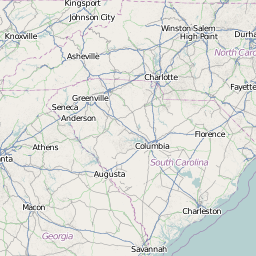 Kingsport
Johnson City
Knoxville
Winston-Salem
High Point
Durha
North Caro
Asheville
Charlotte
Greenville
Fayette
Seneca
Anderson
Florence
Athens
Columbia
nta
South Carolina
Augusta
Macon
Charleston
Georgia
Savannah